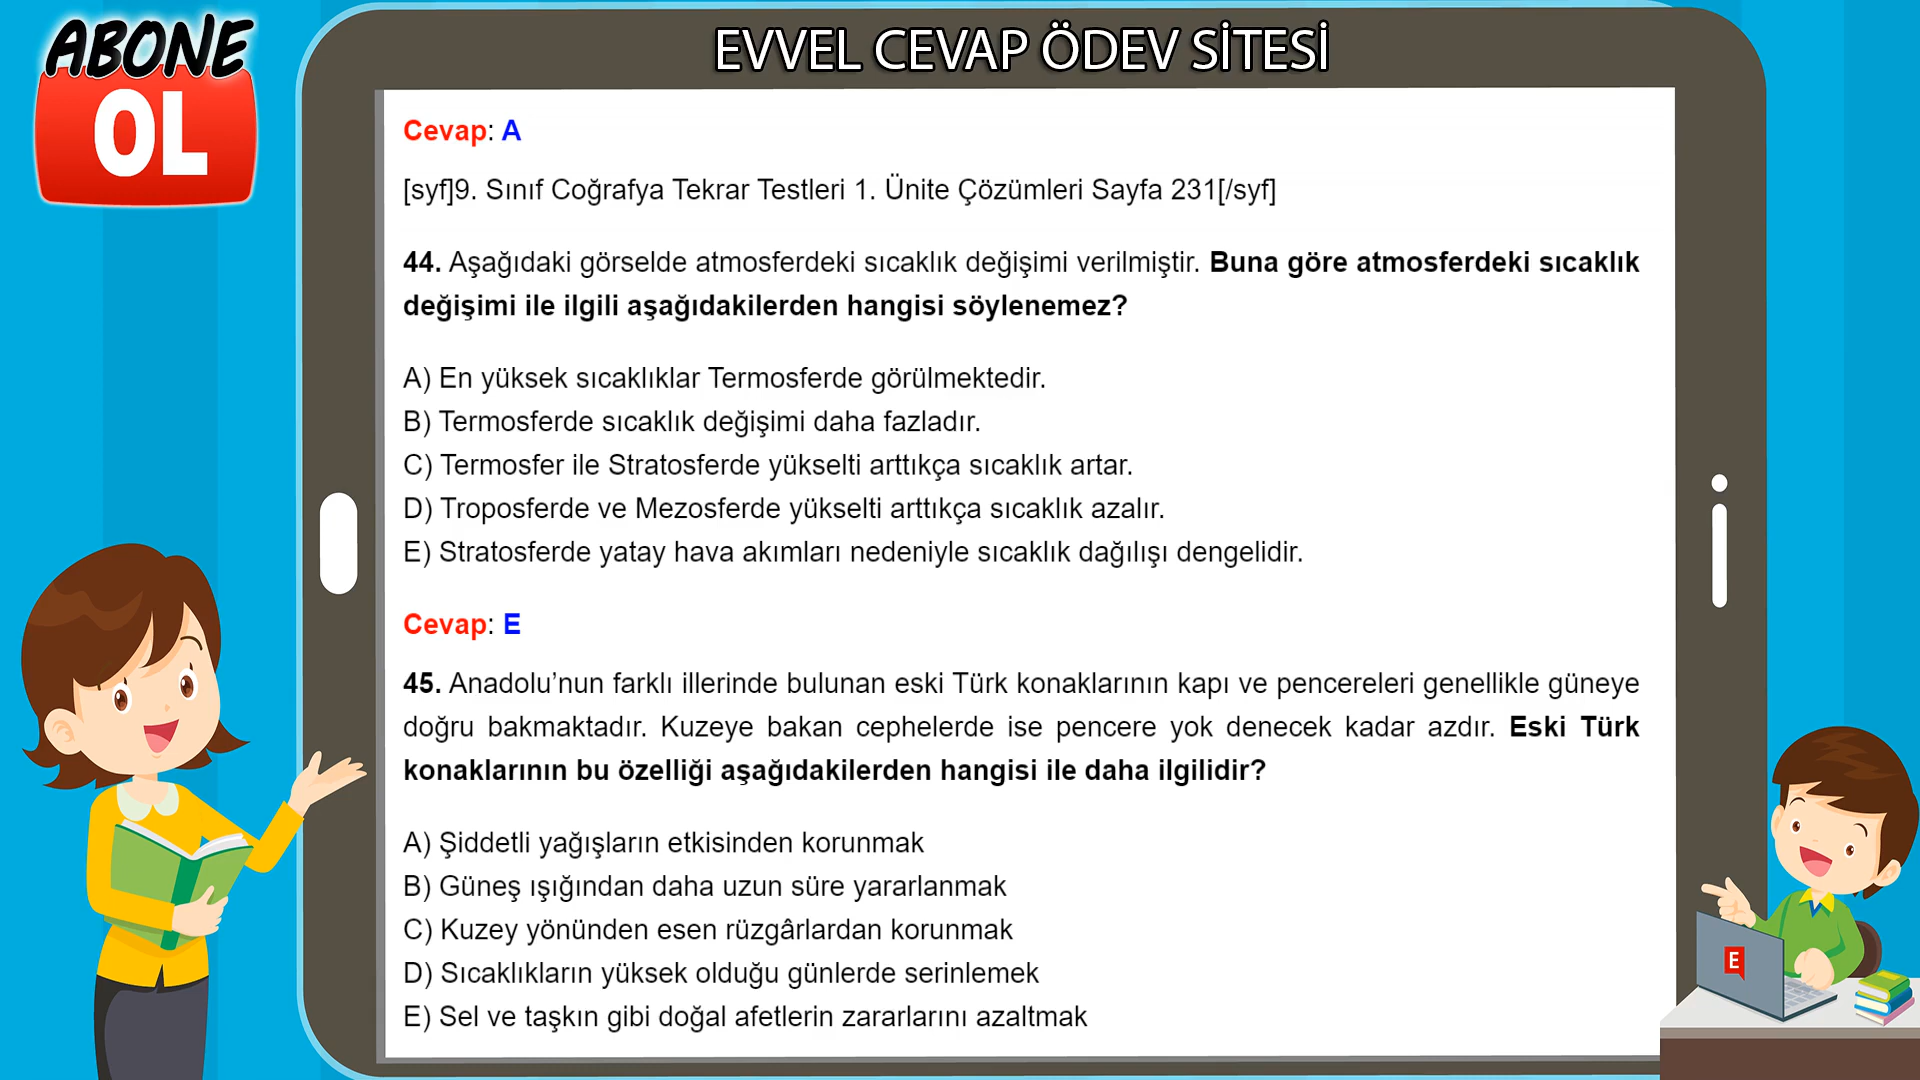 ABONE
OL
EVVEL CEVAP ÖDEV SİTESİ
Cevap: A
[syf]9. Sınıf Coğrafya Tekrar Testleri 1. Ünite Çözümleri Sayfa 231[/syf]
44. Aşağıdaki görselde atmosferdeki sıcaklık değişimi verilmiştir. Buna göre atmosferdeki sıcaklık
değişimi ile ilgili aşağıdakilerden hangisi söylenemez?
A) En yüksek sıcaklıklar Termosferde görülmektedir.
B) Termosferde sıcaklık değişimi daha fazladır.
C) Termosfer ile Stratosferde yükselti arttıkça sıcaklık artar.
D) Troposferde ve Mezosferde yükselti arttıkça sıcaklık azalır.
E) Stratosferde yatay hava akımları nedeniyle sıcaklık dağılışı dengelidir.
Cevap: E
45. Anadolu’nun farklı illerinde bulunan eski Türk konaklarının kapı ve pencereleri genellikle güneye
doğru bakmaktadır. Kuzeye bakan cephelerde ise pencere yok denecek kadar azdır. Eski Türk
konaklarının bu özelliği aşağıdakilerden hangisi ile daha ilgilidir?
A) Şiddetli yağışların etkisinden korunmak
B) Güneş ışığından daha uzun süre yararlanmak
C) Kuzey yönünden esen rüzgârlardan korunmak
D) Sıcaklıkların yüksek olduğu günlerde serinlemek
E) Sel ve taşkın gibi doğal afetlerin zararlarını azaltmak
E